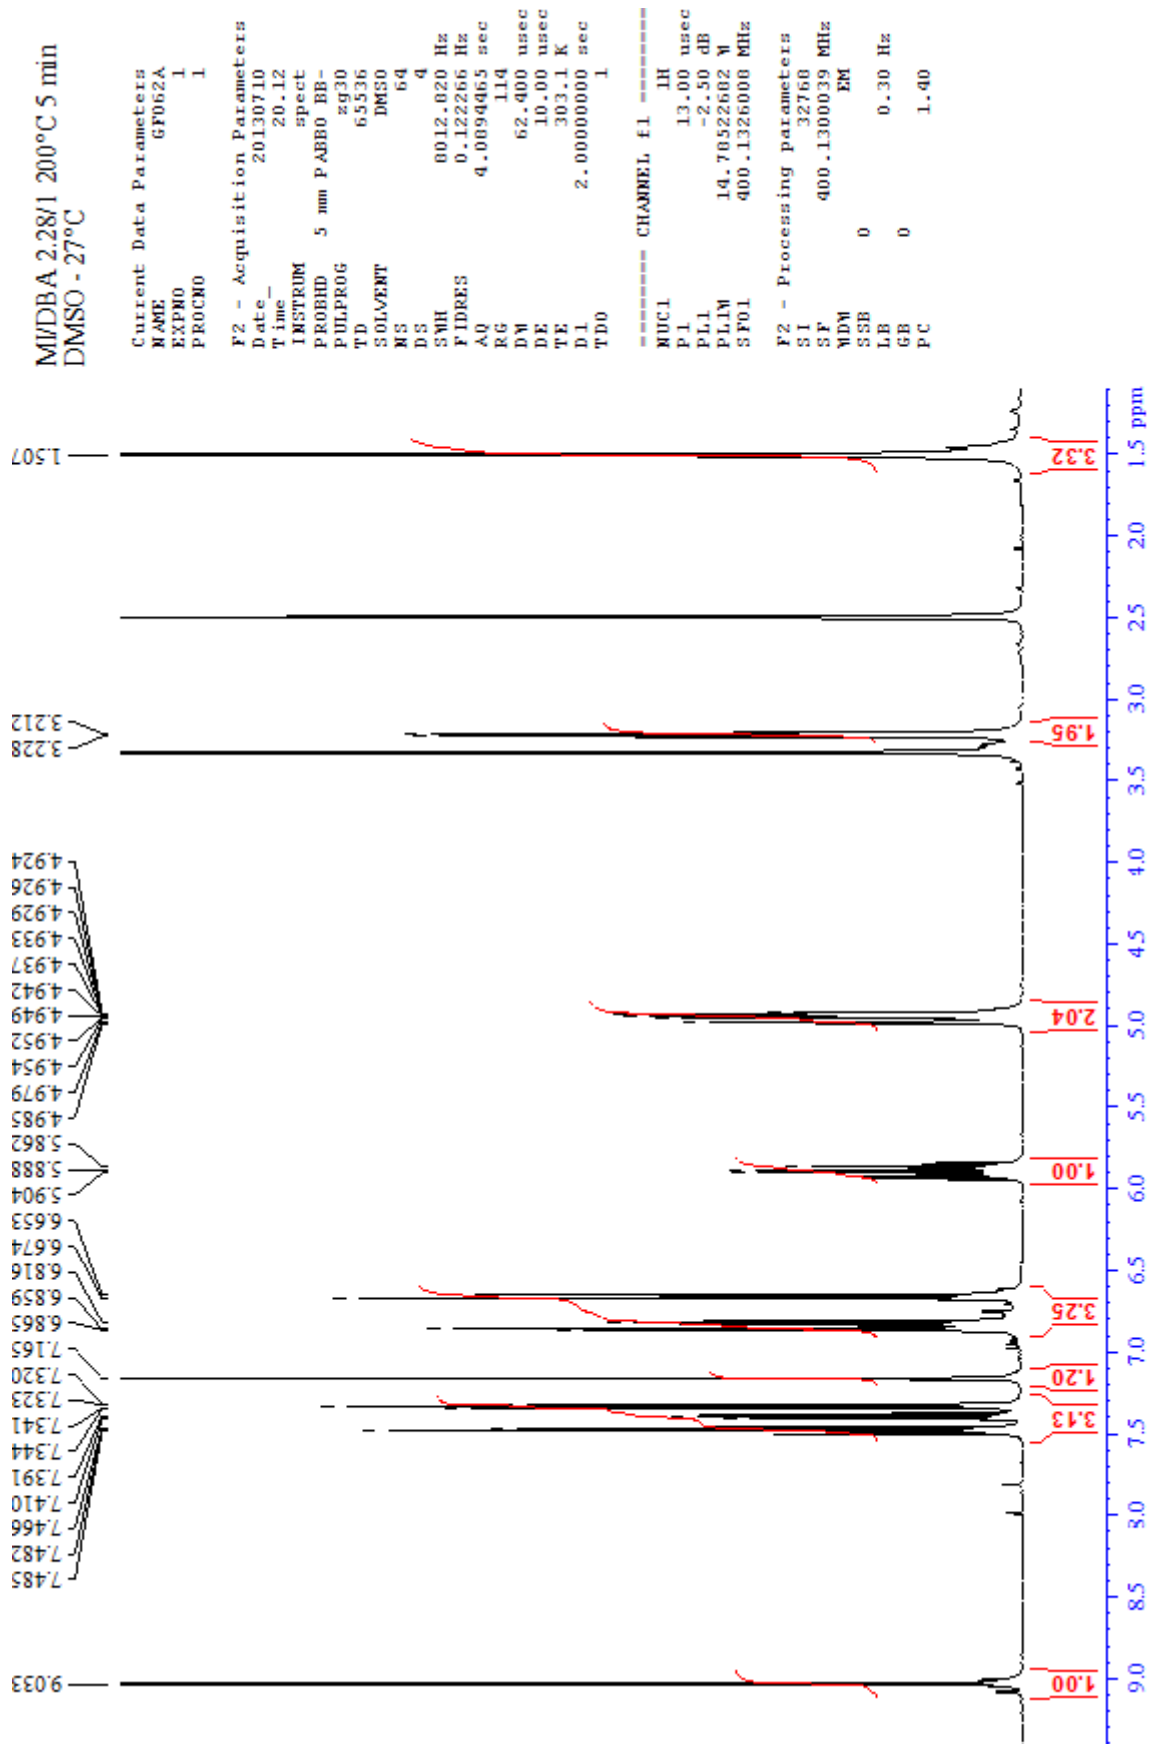 MI/DBA 2.28/1 200°C 5 min
DMSO - 27°C
Current Data Parameters
NAME GF062A
EXPNO 1
PROCNO 1
F2 - Acquisition Parameters
Date_ 20130710
Time 20.12
INSTRUM spect
PROBHD 5 mm PABBO BB-
PULPROG zg30
TD 65536
SOLVENT DMSO
NS 64
DS 4
SWH 8012.820 Hz
FIDRES 0.122266 Hz
AQ 4.0894465 sec
RG 114
DW 62.400 usec
DE 10.00 usec
TE 303.1 K
D1 2.00000000 sec
TD0 1
======== CHANNEL f1 ========
NUC1 1H
P1 13.00 usec
PL1 -2.50 dB
PL1W 14.78522682 W
SFO1 400.1326008 MHz
F2 - Processing parameters
SI 32768
SF 400.1300039 MHz
WDW EM
SSB 0
LB 0.30 Hz
GB 0
PC 1.40
9.033
7.485
7.482
7.466
7.410
7.391
7.344
7.341
7.323
7.320
7.165
6.865
6.859
6.816
6.674
6.653
5.904
5.888
5.862
4.985
4.979
4.954
4.952
4.949
4.942
4.937
4.933
4.929
4.926
4.924
3.228
3.212
1.507
1.00
3.13
1.20
3.25
1.00
2.04
1.95
3.32
9.0 8.5 8.0 7.5 7.0 6.5 6.0 5.5 5.0 4.5 4.0 3.5 3.0 2.5 2.0 1.5 ppm